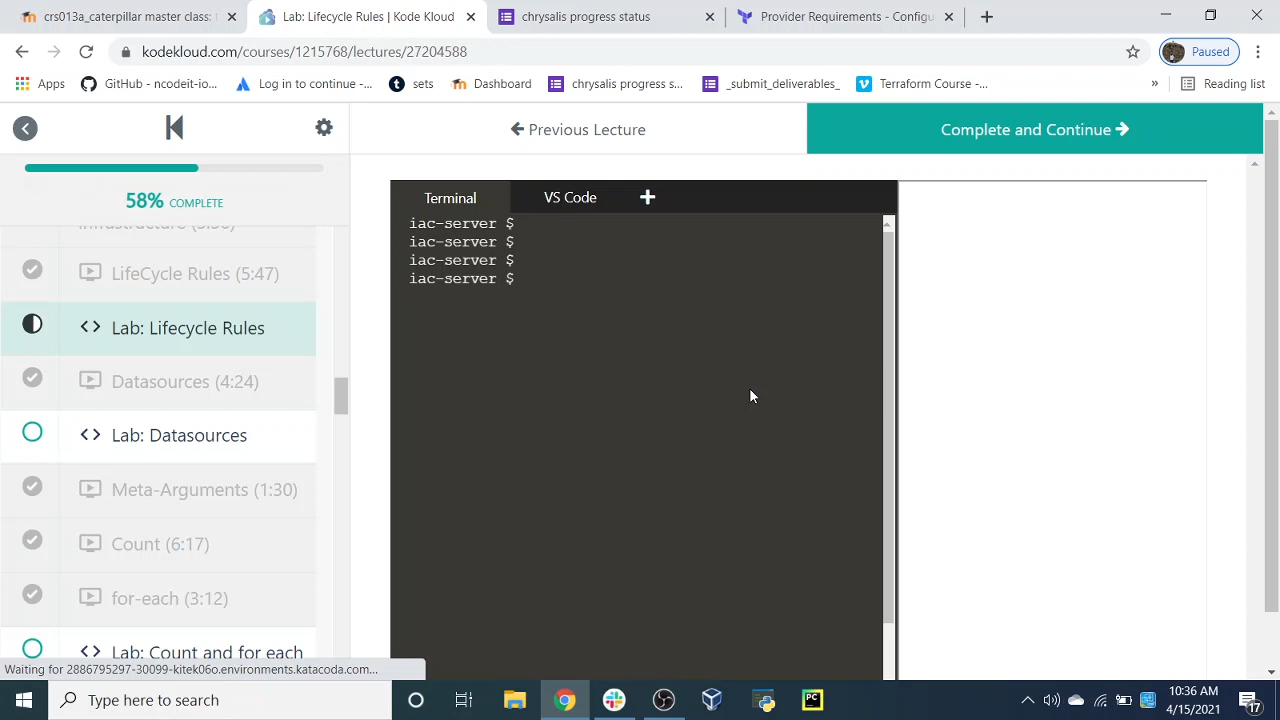 crs013a_caterpillar master class: t
Lab: Lifecycle Rules | Kode Kloud
chrysalis progress status
Provider Requirements - Configu
kodekloud.com/courses/1215768/lectures/27204588
Paused
Apps
GitHub - ncodeit-io...
Log in to continue -...
sets
Dashboard
chrysalis progress s...
_submit_deliverables_
Terraform Course -...
»
Reading list
Previous Lecture
Complete and Continue
58% COMPLETE
LifeCycle Rules (5:47)
Lab: Lifecycle Rules
Datasources (4:24)
Lab: Datasources
Meta-Arguments (1:30)
Count (6:17)
for-each (3:12)
Lab: Count and for each
Terminal
VS Code
iac-server $
iac-server $
iac-server $
iac-server $
Waiting for 2886795297-30099-kitek06o.environments.katacoda.com...
Type here to search
PC
10:36 AM
4/15/2021
17